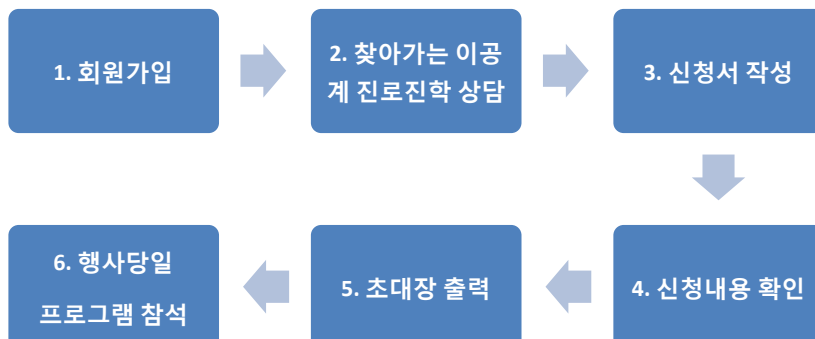 1. 회원가입
2. 찾아가는 이공
계 진로진학 상담
3. 신청서 작성
4. 신청내용 확인
5. 초대장 출력
6. 행사당일
프로그램 참석